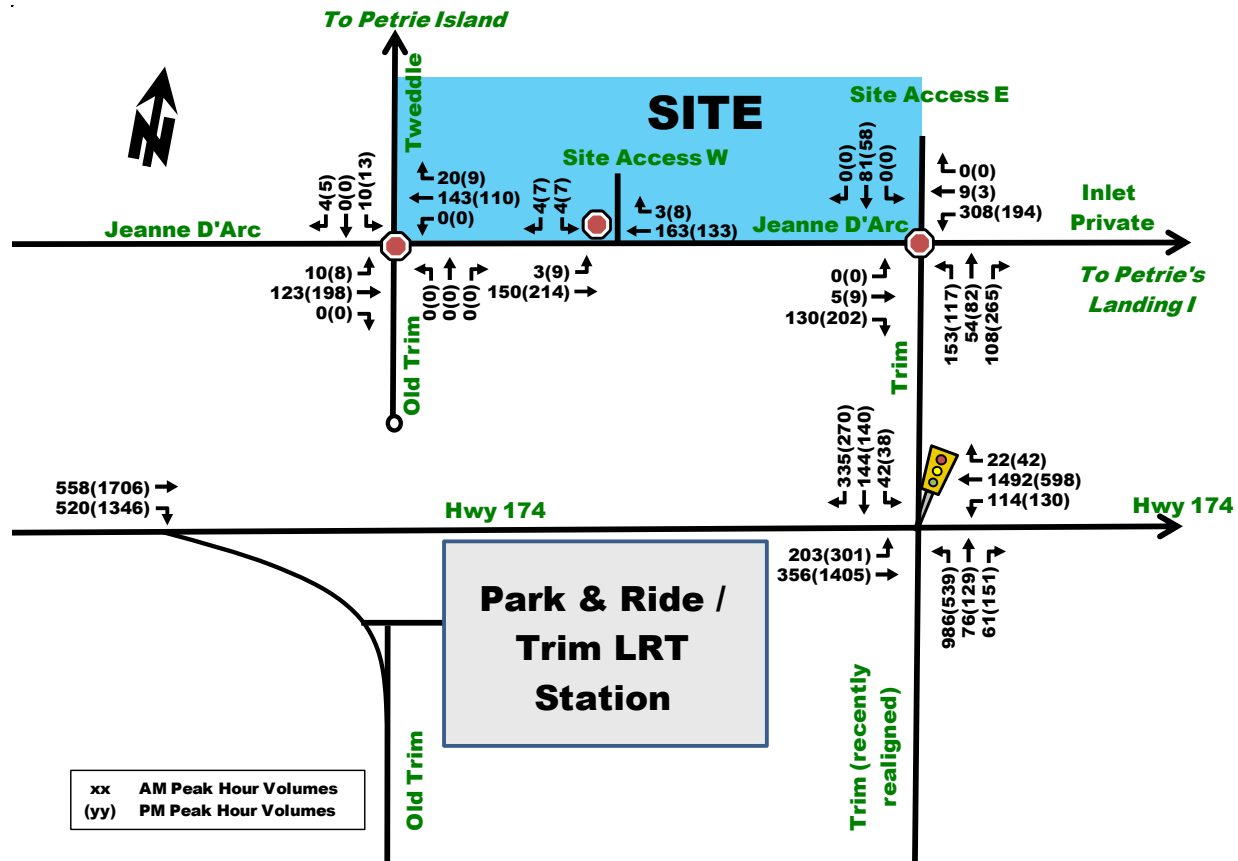 To Petrie Island
Tweddle
SITE
Site Access E
Site Access W
N
4(5)
0(0)
10(13)
20(9)
143(110)
0(0)
4(7)
4(7)
3(8)
163(133)
0(0)
81(58)
0(0)
0(0)
9(3)
308(194)
Jeanne D'Arc
Jeanne D'Arc
Inlet
Private
10(8)
123(198)
0(0)
0(0)
0(0)
0(0)
3(9)
150(214)
0(0)
5(9)
130(202)
153(117)
54(82)
108(265)
To Petrie's
Landing I
Old Trim
Trim
335(270)
144(140)
42(38)
22(42)
1492(598)
114(130)
558(1706)
520(1346)
Hwy 174
Hwy 174
203(301)
356(1405)
986(539)
76(129)
61(151)
Park & Ride /
Trim LRT
Station
Old Trim
Trim (recently
realigned)
xx AM Peak Hour Volumes
(yy) PM Peak Hour Volumes